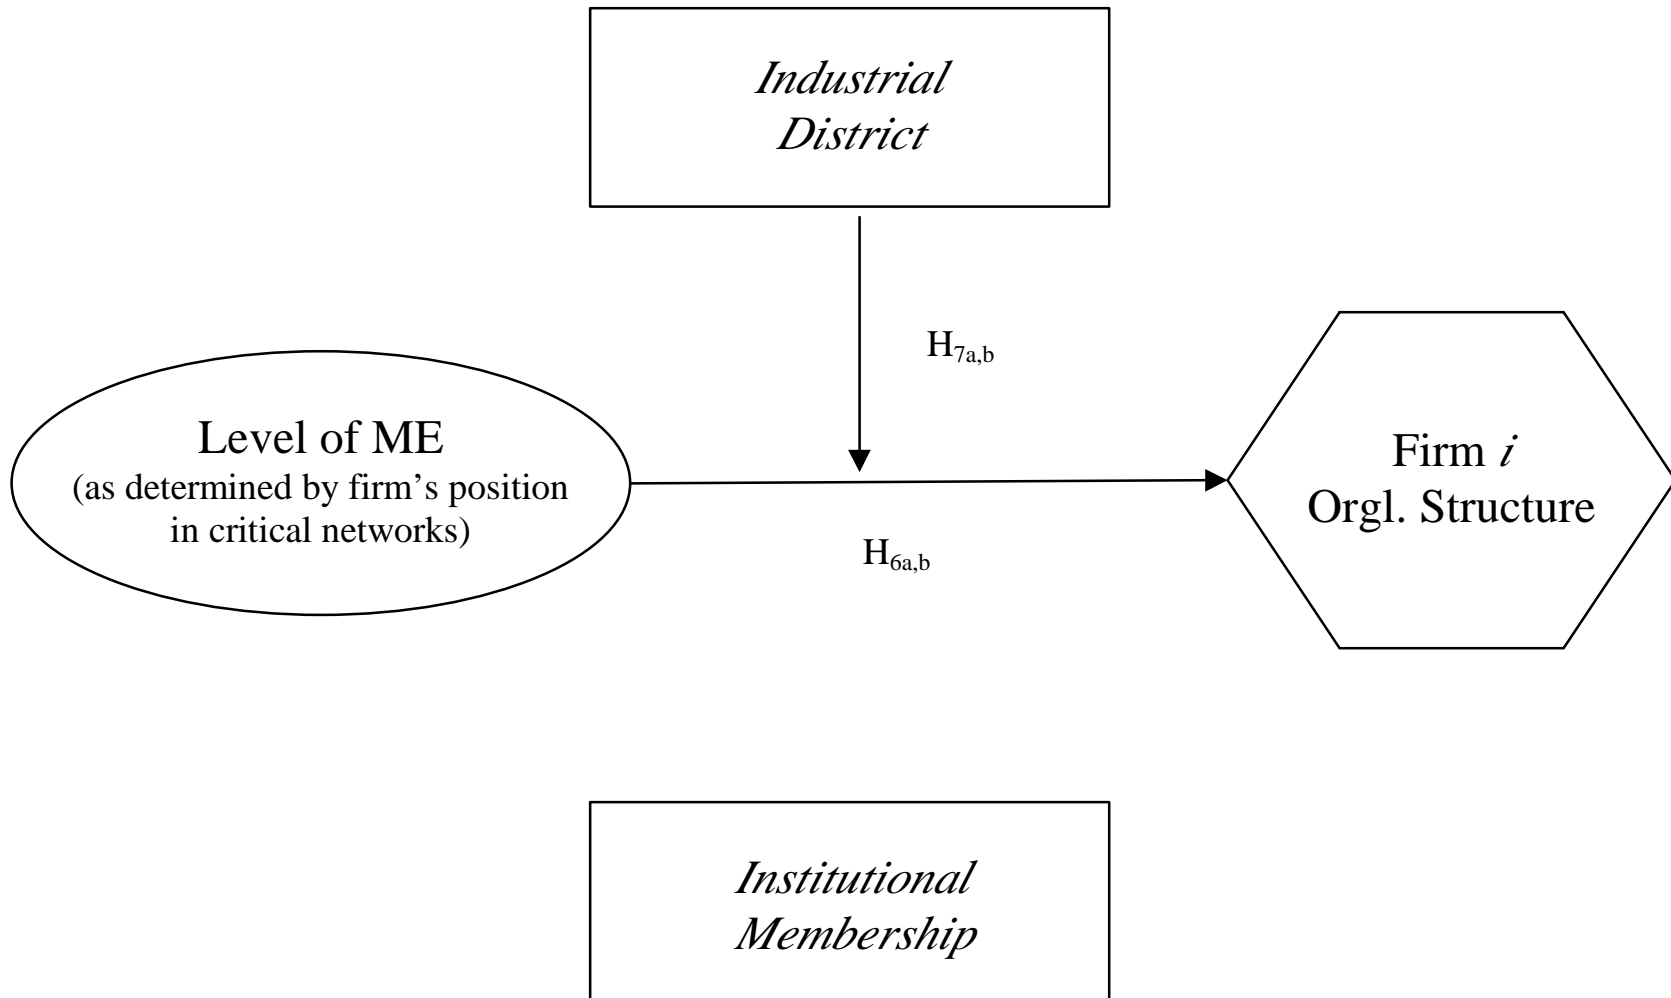 Industrial
District
H7a,b
Level of ME
(as determined by firm’s position
in critical networks)
Firm i
Orgl. Structure
H6a,b
Institutional
Membership